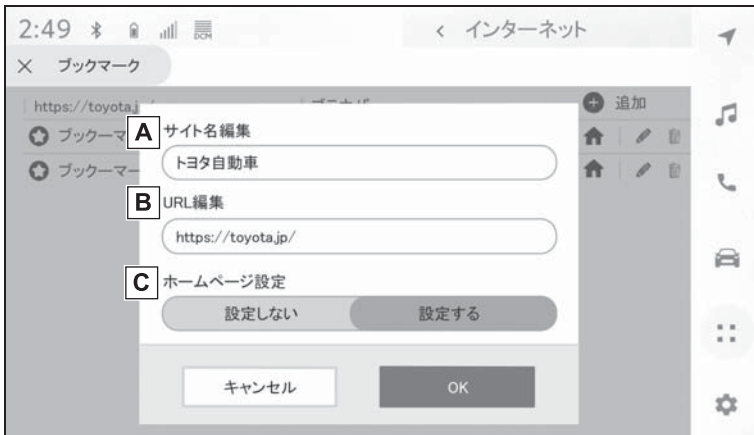 2:49 DCM < インターネット
× ブックマーク
https://toyota.j
追加
ブックーマ
ブックーマー
A サイト名編集
トヨタ自動車
B URL編集
https://toyota.jp/
C ホームページ設定
設定しない 設定する
キャンセル OK